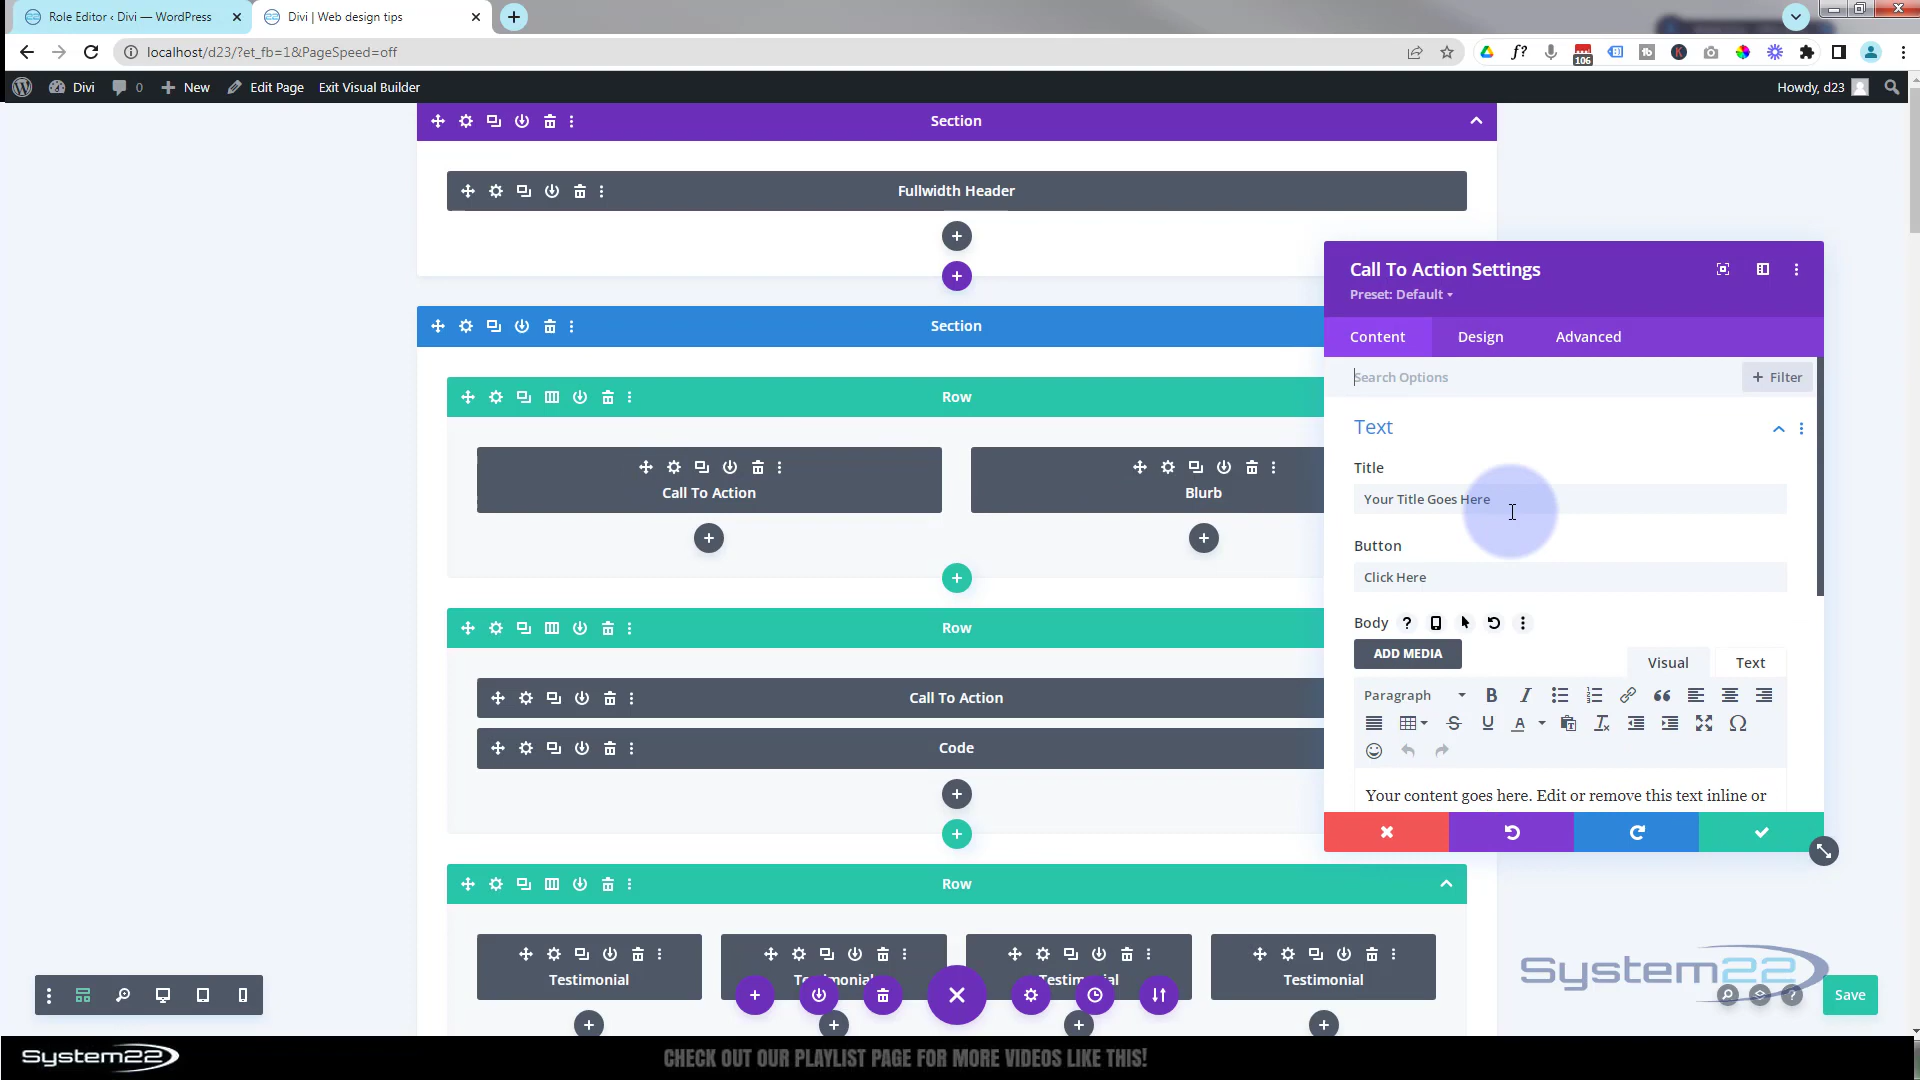 Role Editor ‹ Divi — WordPress
Divi | Web design tips
localhost/d23/?et_fb=1&PageSpeed=off
106
Divi 0 New Edit Page Exit Visual Builder
Howdy, d23
Section
Fullwidth Header
Section
Row
Call To Action
Blurb
Row
Call To Action
Code
Row
Testimonial
Testimonial
Testimonial
Testimonial
Call To Action Settings
Preset: Default
Content
Design
Advanced
Search Options
+ Filter
Text
Title
Your Title Goes Here
Button
Click Here
Body
ADD MEDIA
Visual
Text
Paragraph
Your content goes here. Edit or remove this text inline or
System22
Save
System22
CHECK OUT OUR PLAYLIST PAGE FOR MORE VIDEOS LIKE THIS!